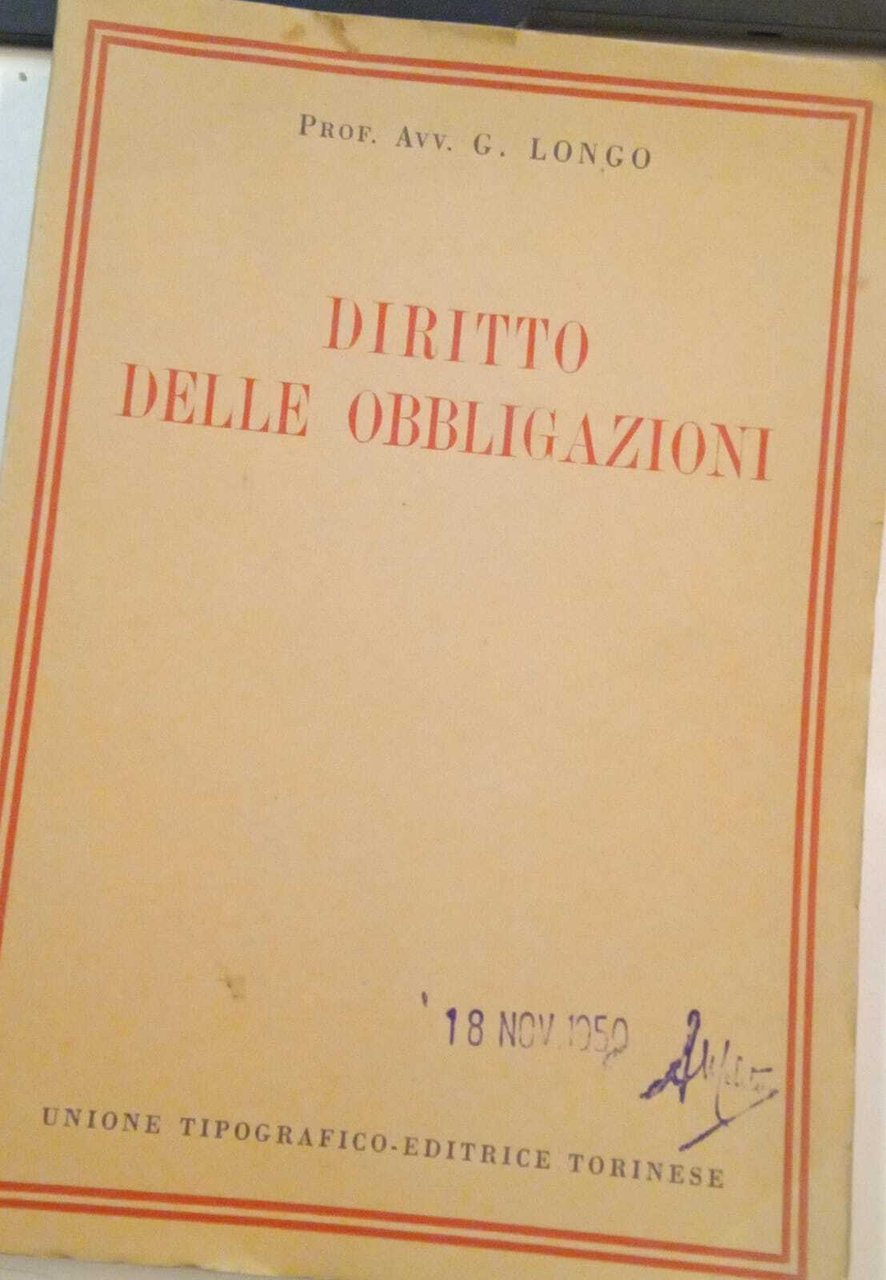 PROF. AVV. G. LONGO
DIRITTO
DELLE OBBLIGAZIONI
18 NOV. 1950
UNIONE TIPOGRAFICO-EDITRICE TORINESE